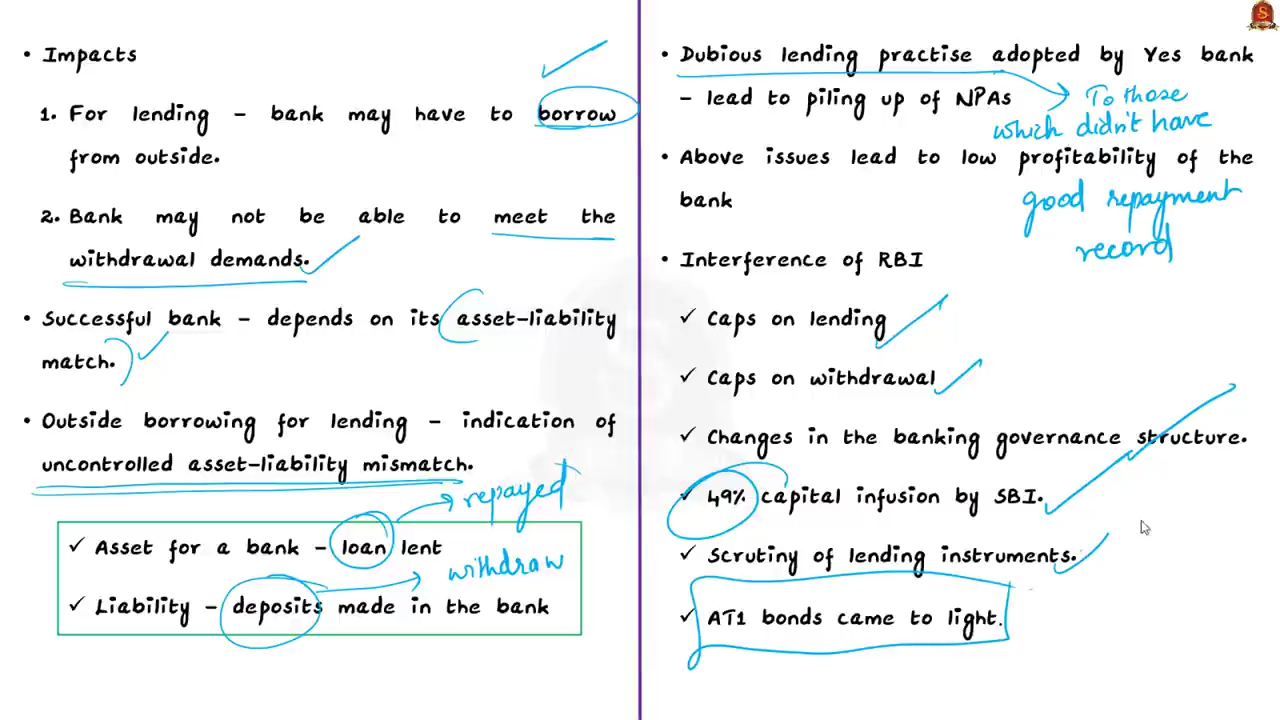 • Impacts
1. For lending – bank may have to borrow
from outside.
2. Bank may not be able to meet the
withdrawal demands.
• Successful bank – depends on its asset-liability
match.
• Outside borrowing for lending – indication of
uncontrolled asset-liability mismatch.
repayed
✓ Asset for a bank – loan lent
withdraw
✓ Liability – deposits made in the bank
• Dubious lending practise adopted by Yes bank
– lead to piling up of NPAs
To those
which didn't have
good repayment
record
• Above issues lead to low profitability of the
bank
• Interference of RBI
✓ Caps on lending
✓ Caps on withdrawal
✓ Changes in the banking governance structure.
✓ 49% capital infusion by SBI.
✓ Scrutiny of lending instruments.
✓ AT1 bonds came to light.